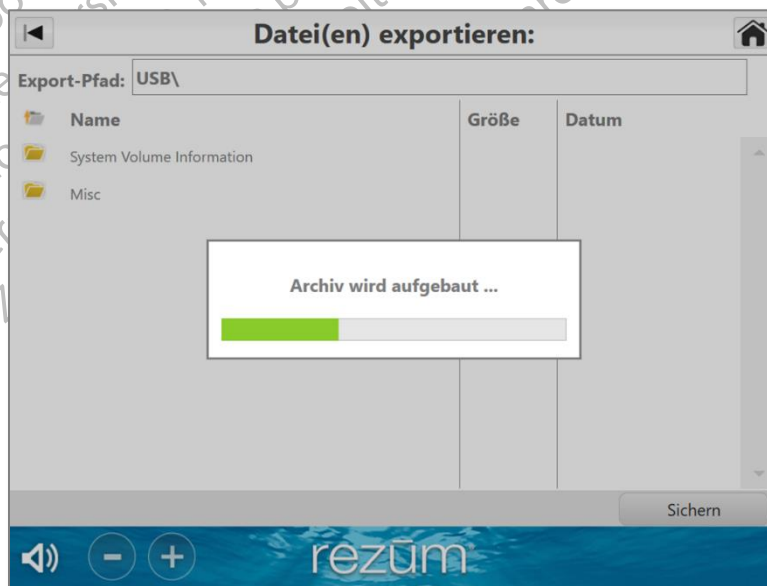 Datei(en) exportieren:
Export-Pfad: USB\
Name Größe Datum
System Volume Information
Misc
Archiv wird aufgebaut ...
Sichern
- +
rezūm